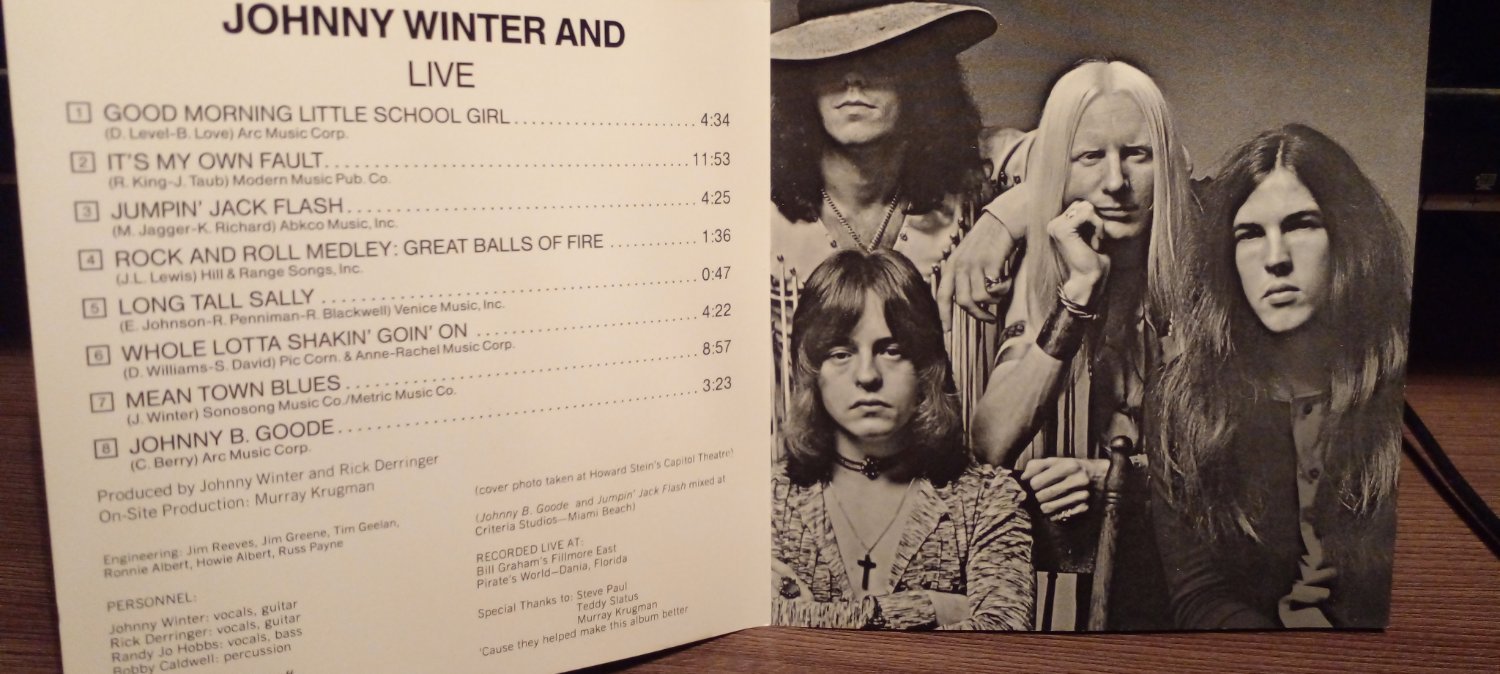 JOHNNY WINTER AND
LIVE
1 GOOD MORNING LITTLE SCHOOL GIRL 4:34
(D. Level-B. Love) Arc Music Corp.
2 IT'S MY OWN FAULT 11:53
(R. King-J. Taub) Modern Music Pub. Co.
3 JUMPIN' JACK FLASH 4:25
(M. Jagger-K. Richard) Abkco Music, Inc.
4 ROCK AND ROLL MEDLEY: GREAT BALLS OF FIRE 1:36
(J.L. Lewis) Hill & Range Songs, Inc.
5 LONG TALL SALLY 0:47
(E. Johnson-R. Penniman-R. Blackwell) Venice Music, Inc.
6 WHOLE LOTTA SHAKIN' GOIN' ON 4:22
(D. Williams-S. David) Pic Corn. & Anne-Rachel Music Corp.
7 MEAN TOWN BLUES 8:57
(J. Winter) Sonosong Music Co./Metric Music Co.
8 JOHNNY B. GOODE 3:23
(C. Berry) Arc Music Corp.
Produced by Johnny Winter and Rick Derringer
On-Site Production: Murray Krugman
Engineering: Jim Reeves, Jim Greene, Tim Geelan,
Ronnie Albert, Howie Albert, Russ Payne
PERSONNEL:
Johnny Winter: vocals, guitar
Rick Derringer: vocals, guitar
Randy Jo Hobbs: vocals, bass
Bobby Caldwell: percussion
(cover photo taken at Howard Stein's Capitol Theatre)
(Johnny B. Goode and Jumpin' Jack Flash mixed at
Criteria Studios—Miami Beach)
RECORDED LIVE AT:
Bill Graham's Fillmore East
Pirate's World—Dania, Florida
Special Thanks to: Steve Paul
Teddy Slatus
Murray Krugman
'Cause they helped make this album better